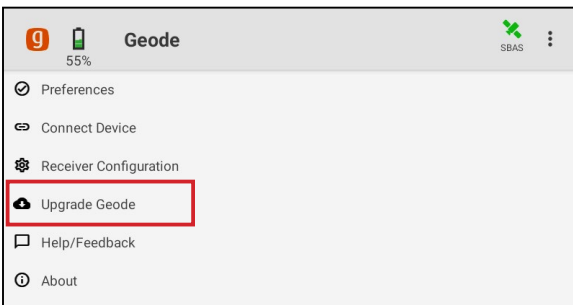 g
55%
Geode
SBAS
Preferences
Connect Device
Receiver Configuration
Upgrade Geode
Help/Feedback
About